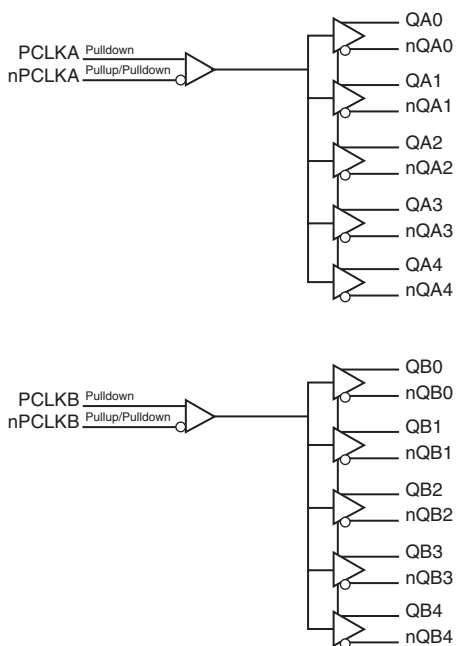 PCLKA Pulldown
nPCLKA Pullup/Pulldown
QA0
nQA0
QA1
nQA1
QA2
nQA2
QA3
nQA3
QA4
nQA4
PCLKB Pulldown
nPCLKB Pullup/Pulldown
QB0
nQB0
QB1
nQB1
QB2
nQB2
QB3
nQB3
QB4
nQB4